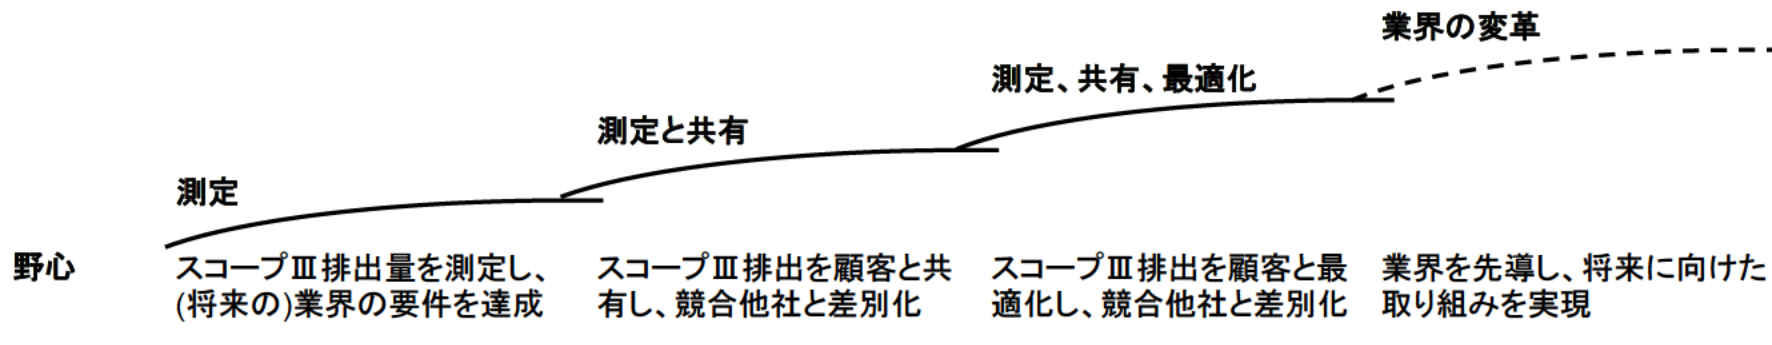 業界の変革
測定、共有、最適化
測定と共有
測定
野心
スコープⅢ排出量を測定し、
(将来の)業界の要件を達成
スコープⅢ排出を顧客と共
有し、競合他社と差別化
スコープⅢ排出を顧客と最
適化し、競合他社と差別化
業界を先導し、将来に向けた
取り組みを実現